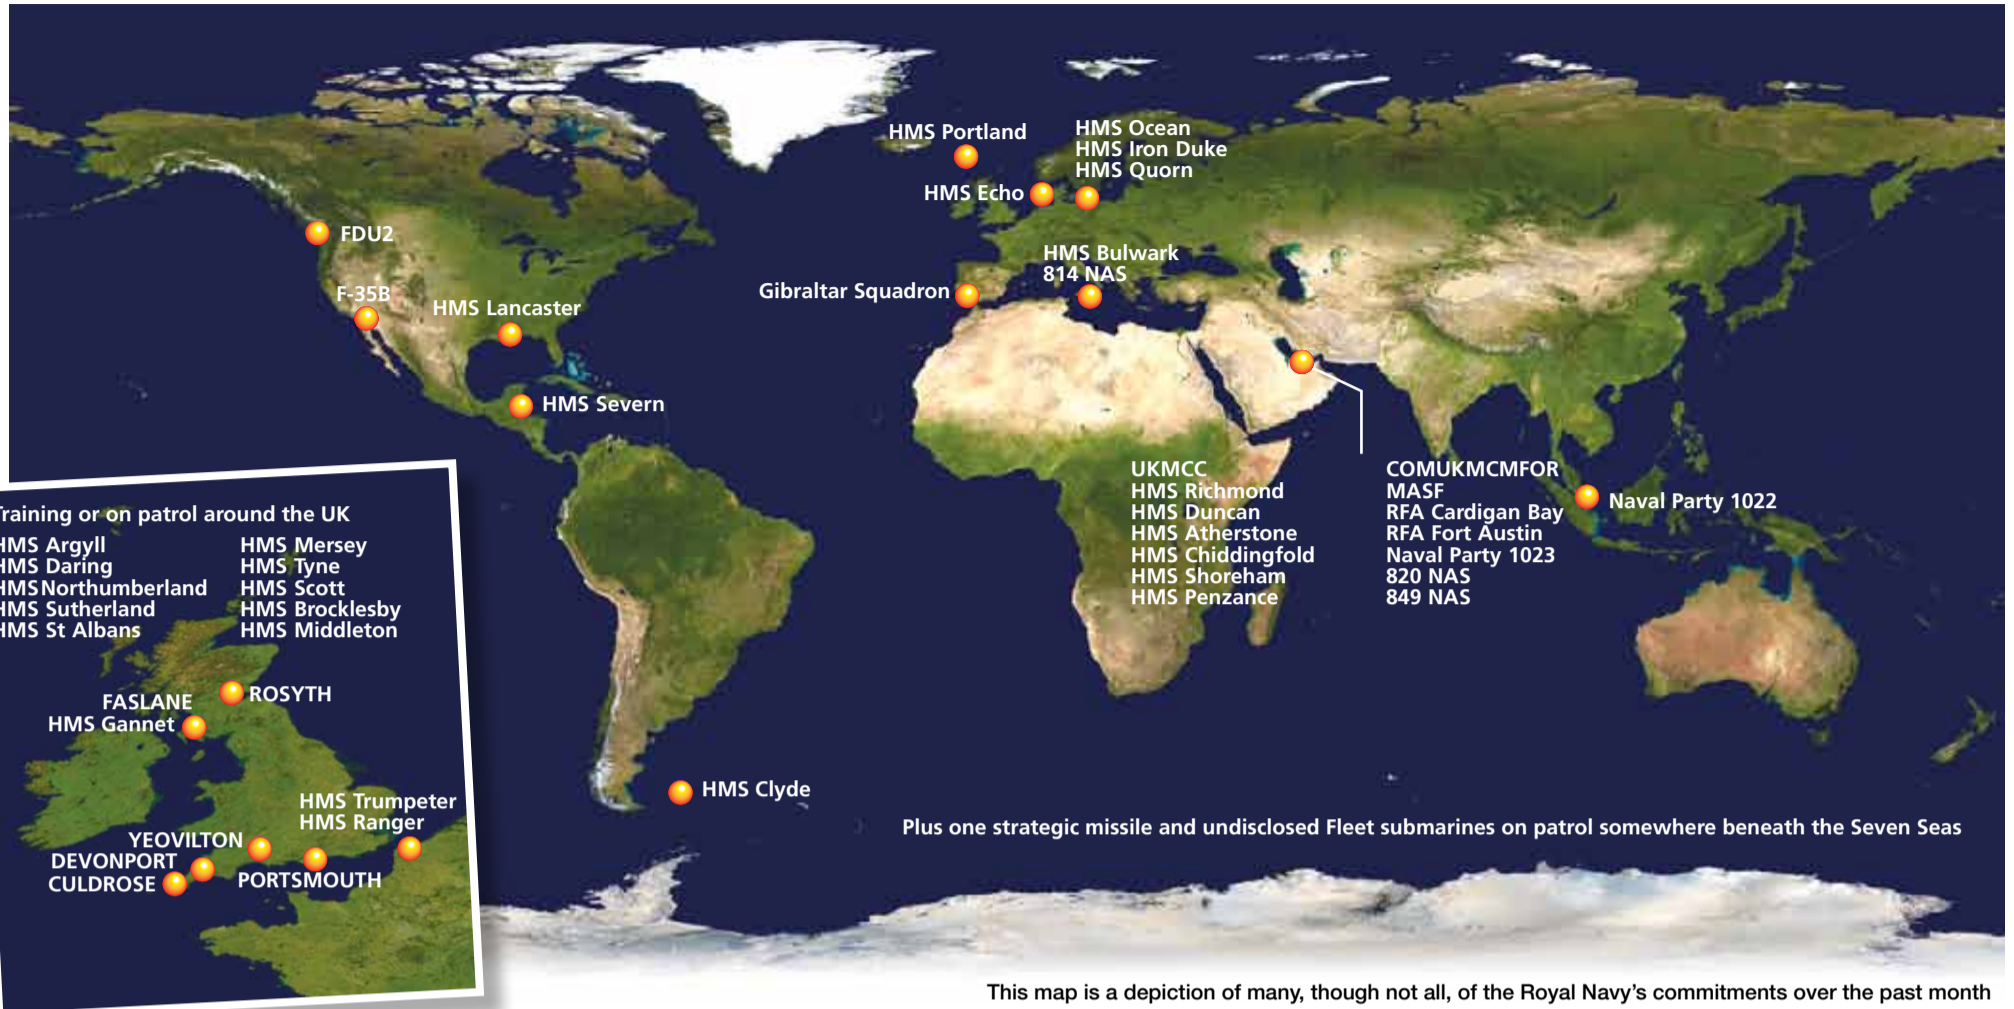 HMS Portland
HMS Ocean
HMS Iron Duke
HMS Quorn
HMS Echo
FDU2
HMS Bulwark
814 NAS
Gibraltar Squadron
F-35B
HMS Lancaster
HMS Severn
UKMCC
HMS Richmond
HMS Duncan
HMS Atherstone
HMS Chiddingfold
HMS Shoreham
HMS Penzance
COMUKMCMFOR
MASF
RFA Cardigan Bay
RFA Fort Austin
Naval Party 1023
820 NAS
849 NAS
Naval Party 1022
HMS Clyde
Training or on patrol around the UK
HMS Argyll
HMS Daring
HMS Northumberland
HMS Sutherland
HMS St Albans
HMS Mersey
HMS Tyne
HMS Scott
HMS Brocklesby
HMS Middleton
ROSYTH
FASLANE
HMS Gannet
HMS Trumpeter
HMS Ranger
YEOVILTON
DEVONPORT
CULDROSE
PORTSMOUTH
Plus one strategic missile and undisclosed Fleet submarines on patrol somewhere beneath the Seven Seas
This map is a depiction of many, though not all, of the Royal Navy's commitments over the past month